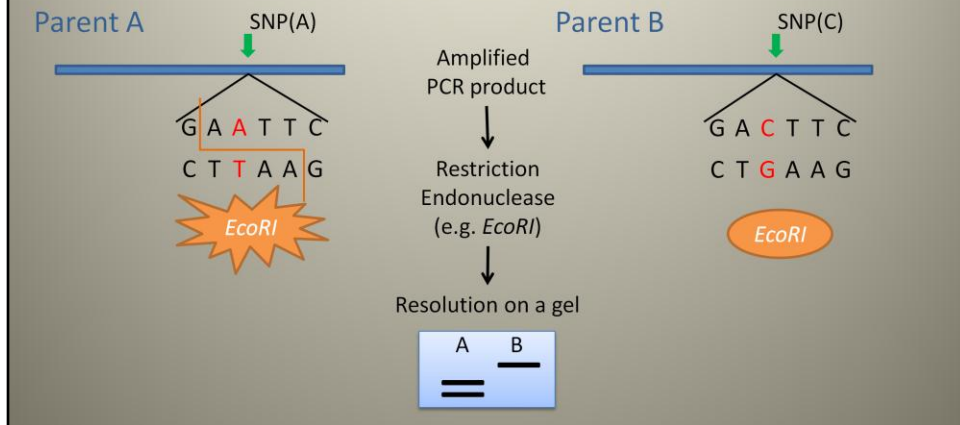 Parent A
SNP(A)
G A A T T C
C T T A A G
EcoRI
Amplified
PCR product
Restriction
Endonuclease
(e.g. EcoRI)
Resolution on a gel
A B
Parent B
SNP(C)
G A C T T C
C T G A A G
EcoRI